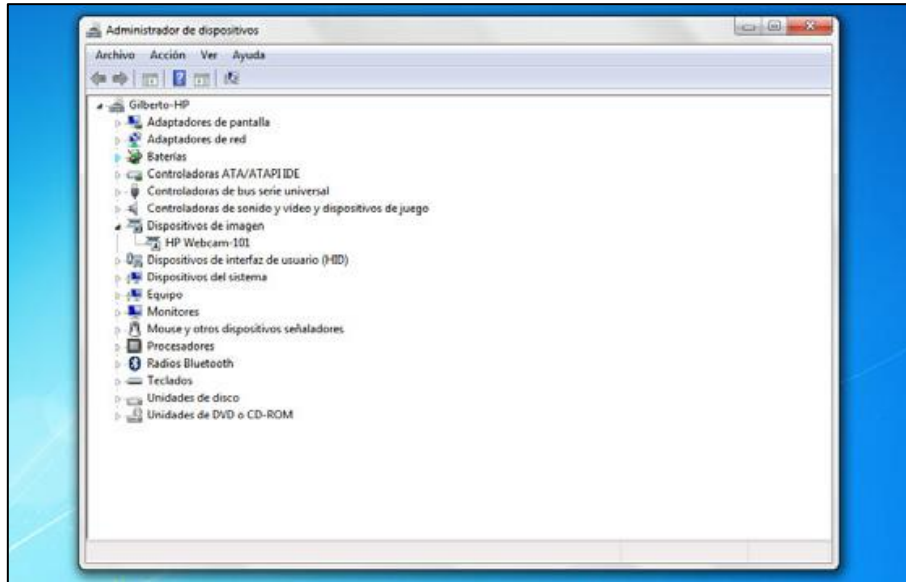 Administrador de dispositivos
Archivo Acción Ver Ayuda
Gilberto-HP
Adaptadores de pantalla
Adaptadores de red
Baterías
Controladoras ATA/ATAPI IDE
Controladoras de bus serie universal
Controladoras de sonido y vídeo y dispositivos de juego
Dispositivos de imagen
HP Webcam-101
Dispositivos de interfaz de usuario (HID)
Dispositivos del sistema
Equipo
Monitores
Mouse y otros dispositivos señaladores
Procesadores
Radios Bluetooth
Teclados
Unidades de disco
Unidades de DVD o CD-ROM